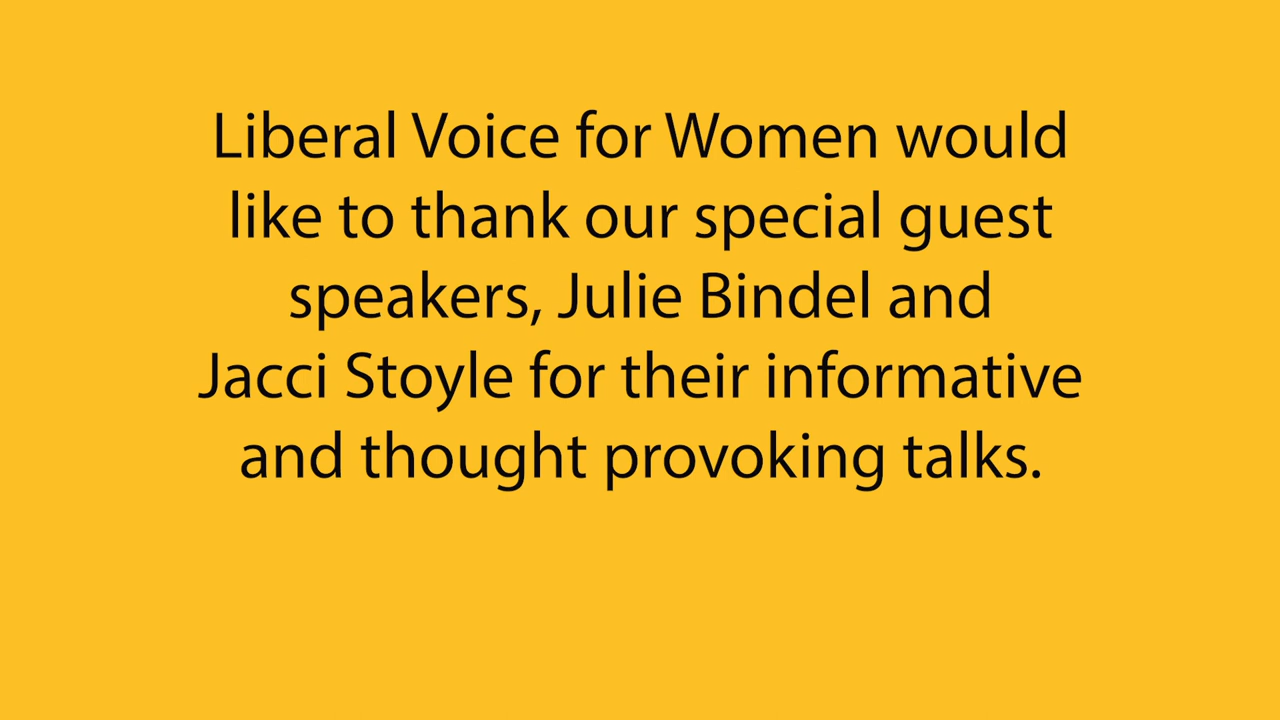 Liberal Voice for Women would
like to thank our special guest
speakers, Julie Bindel and
Jacci Stoyle for their informative
and thought provoking talks.